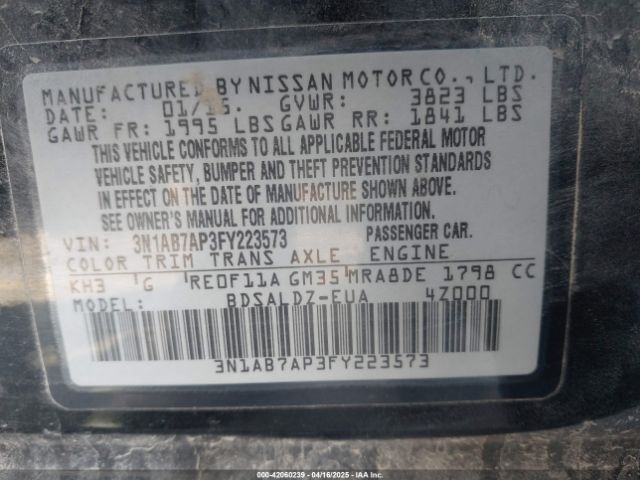 MANUFACTURED BY NISSAN MOTOR CO., LTD.
DATE: 01/15. GVWR: 3823 LBS
GAWR FR: 1995 LBS GAWR RR: 1841 LBS
THIS VEHICLE CONFORMS TO ALL APPLICABLE FEDERAL MOTOR
VEHICLE SAFETY, BUMPER AND THEFT PREVENTION STANDARDS
IN EFFECT ON THE DATE OF MANUFACTURE SHOWN ABOVE.
SEE OWNER'S MANUAL FOR ADDITIONAL INFORMATION.
VIN: 3N1AB7AP3FY223573 PASSENGER CAR.
COLOR TRIM TRANS AXLE ENGINE
KH3 G RE0F11A GM35 MRA8DE 1798 CC
BDSALDZ-EUA 4Z000
3N1AB7AP3FY223573
000-42060239 - 04/16/2025 - IAA Inc.